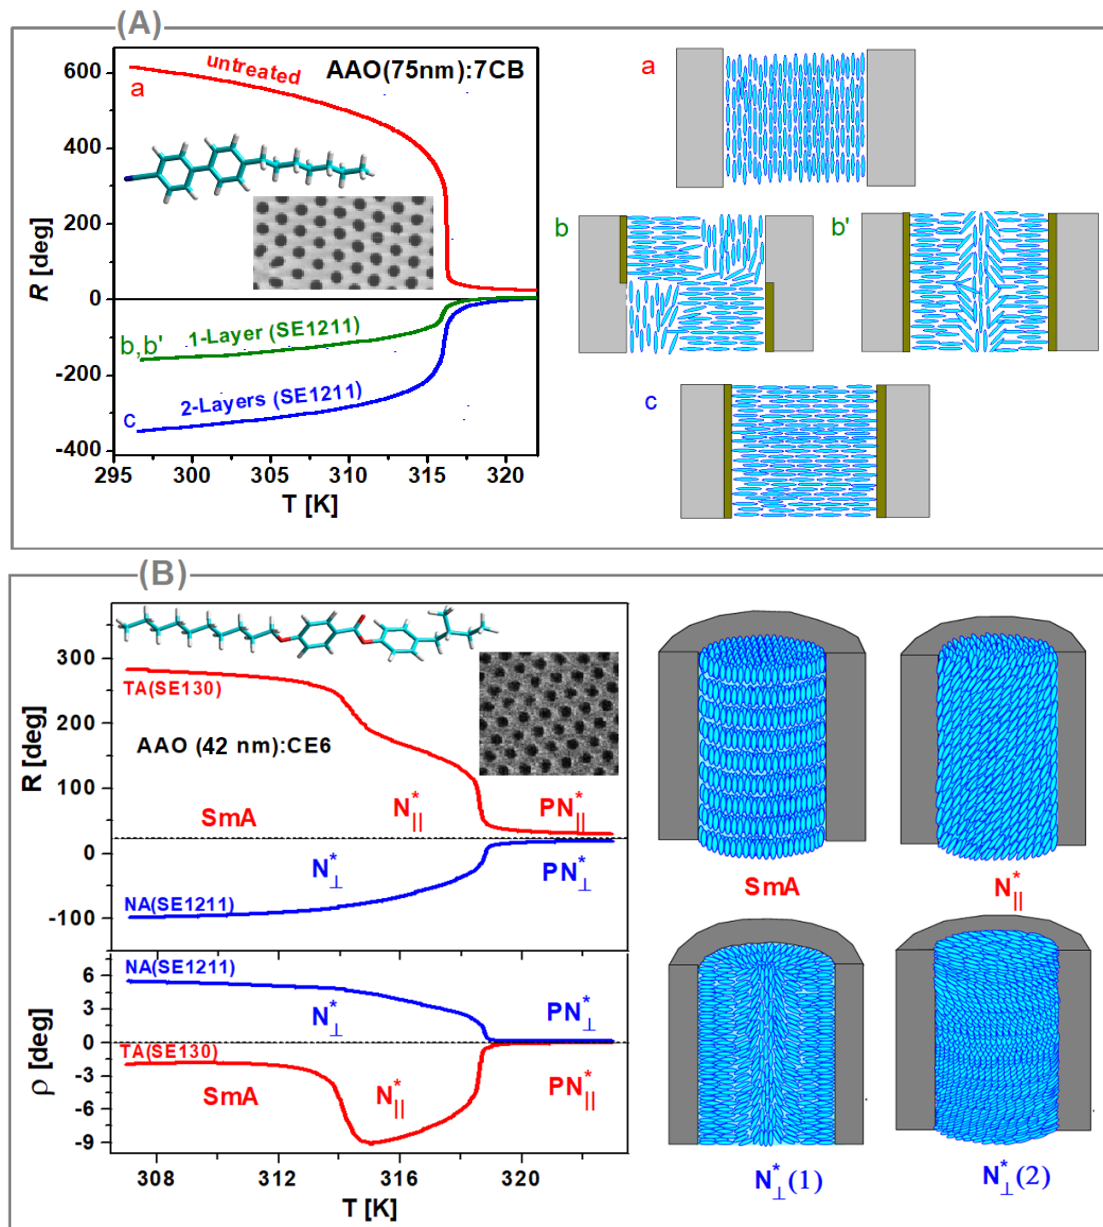 (A)
600
400
200
0
-200
-400
R [deg]
untreated
a
AAO(75nm):7CB
b,b' 1-Layer (SE1211)
c 2-Layers (SE1211)
295 300 305 310 315 320
T [K]
a
b
b'
c
(B)
300
200
100
0
-100
R [deg]
TA(SE130)
AAO (42 nm):CE6
SmA N*|| PN*||
N*⊥ PN*⊥
NA(SE1211)
6
3
0
-3
-6
-9
ρ [deg]
NA(SE1211)
N*⊥ PN*⊥
TA(SE130)
SmA N*|| PN*||
308 312 316 320
T [K]
SmA
N*||
N*⊥(1)
N*⊥(2)